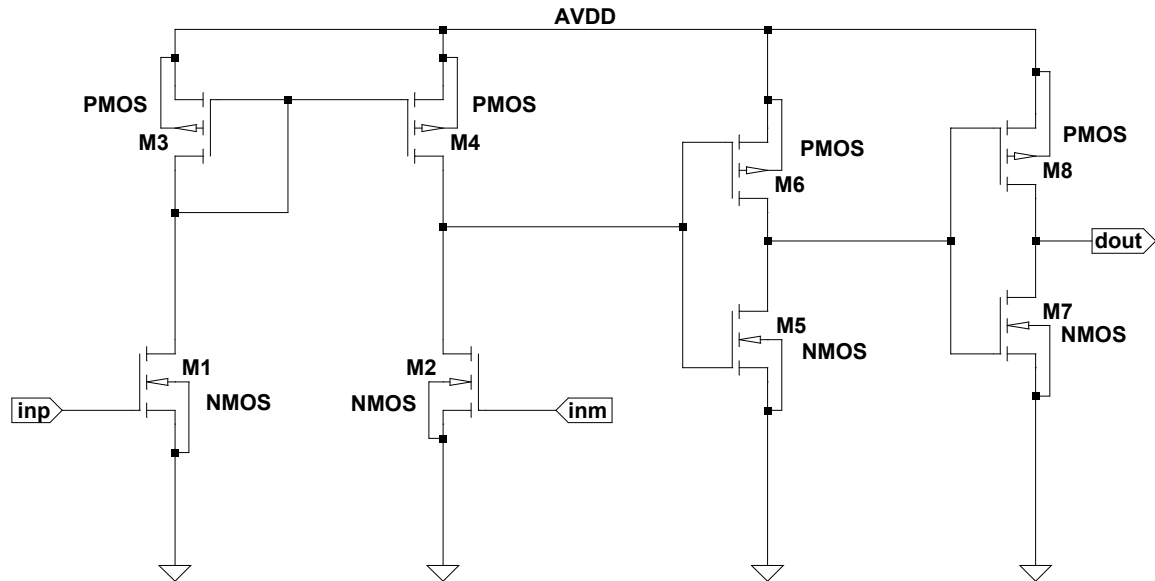 AVDD
PMOS
M3
PMOS
M4
PMOS
M6
PMOS
M8
dout
M1
NMOS
inp
M2
NMOS
inm
M5
NMOS
M7
NMOS